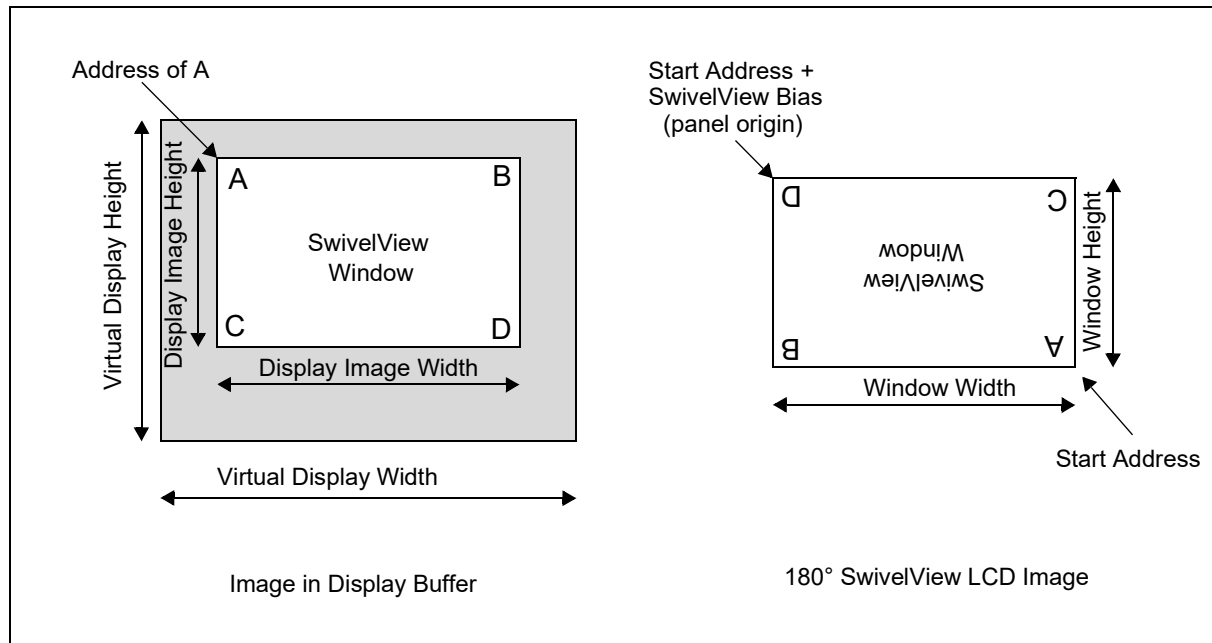 Address of A
Virtual Display Height
Display Image Height
A
B
SwivelView
Window
C
D
Display Image Width
Virtual Display Width
Image in Display Buffer
Start Address +
SwivelView Bias
(panel origin)
D
C
Window
SwivelView
B
A
Window Height
Window Width
Start Address
180° SwivelView LCD Image